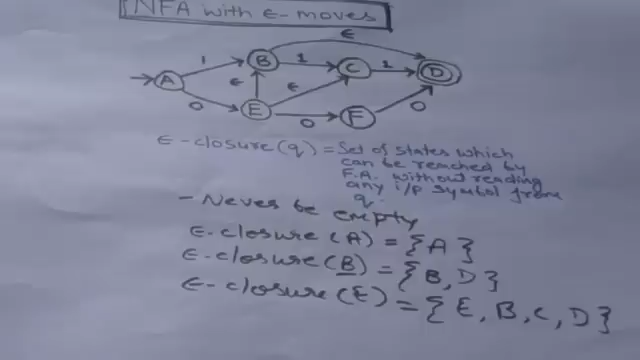 NFA with ε-moves
ε
1 B 1 C 1 D
A ε ε
0 E 0 F 0
ε-closure(q) = Set of states which
can be reached by
F.A. without reading
any i/p symbol from
q.
- Never be empty
ε-closure(A) = {A}
ε-closure(B) = {B, D}
ε-closure(E) = {E, B, C, D}